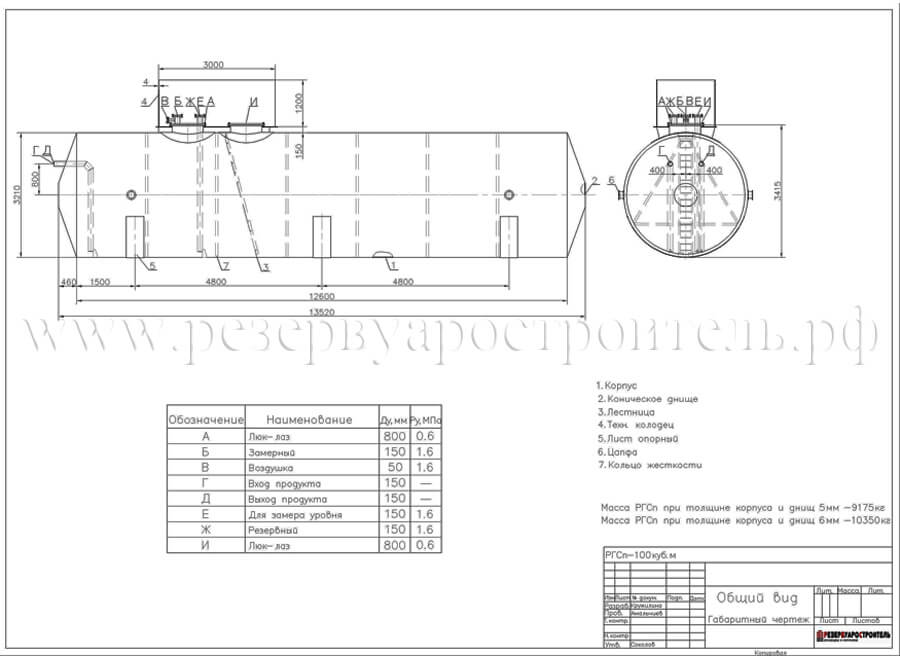 3000
4
4 В Б Ж Е А И
1200
150
АЖБВЕИ
Г Д
800
3210
2
6
Г Д
400 400
3415
5 7 3 1
460 1500 4800 4800
12600
13520
www.резервуаростроитель.рф
1. Корпус
2. Коническое днище
3. Лестница
4. Техн. колодец
5. Лист опорный
6. Цапфа
7. Кольцо жесткости
Обозначение Наименование Ду, мм Ру, МПа
А Люк-лаз 800 0.6
Б Замерный 150 1.6
В Воздушка 50 1.6
Г Вход продукта 150 —
Д Выход продукта 150 —
Е Для замера уровня 150 1.6
Ж Резервный 150 1.6
И Люк-лаз 800 0.6
Масса РГСп при толщине корпуса и днищ 5мм -9175кг
Масса РГСп при толщине корпуса и днищ 6мм -10350кг
РГСп-100куб.м
Изм Лист № докум. Подп. Дата
Разраб. Кружилина
Пров. Амальчиев
Т.контр.
Н.контр.
Утв. Соколов
Общий вид
Габаритный чертеж
Лит. Масса Лит.
Лист Листов
РЕЗЕРВУАРОСТРОИТЕЛЬ
Копировал